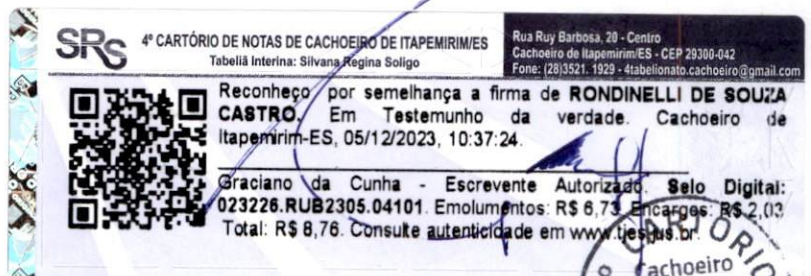 SRS 4º CARTÓRIO DE NOTAS DE CACHOEIRO DE ITAPEMIRIM/ES
Tabeliã Interina: Silvana Regina Soligo
Rua Ruy Barbosa, 20 - Centro
Cachoeiro de Itapemirim/ES - CEP 29300-042
Fone: (28)3521. 1929 - 4tabelionato.cachoeiro@gmail.com
Reconheço por semelhança a firma de RONDINELLI DE SOUZA
CASTRO. Em Testemunho da verdade. Cachoeiro de
Itapemirim-ES, 05/12/2023, 10:37:24.
Graciano da Cunha - Escrevente Autorizado. Selo Digital:
023226.RUB2305.04101. Emolumentos: R$ 6,73 Encargos: R$ 2,03
Total: R$ 8,76. Consulte autenticidade em www.tjes.jus.br.
CARTÓRIO
Cachoeiro